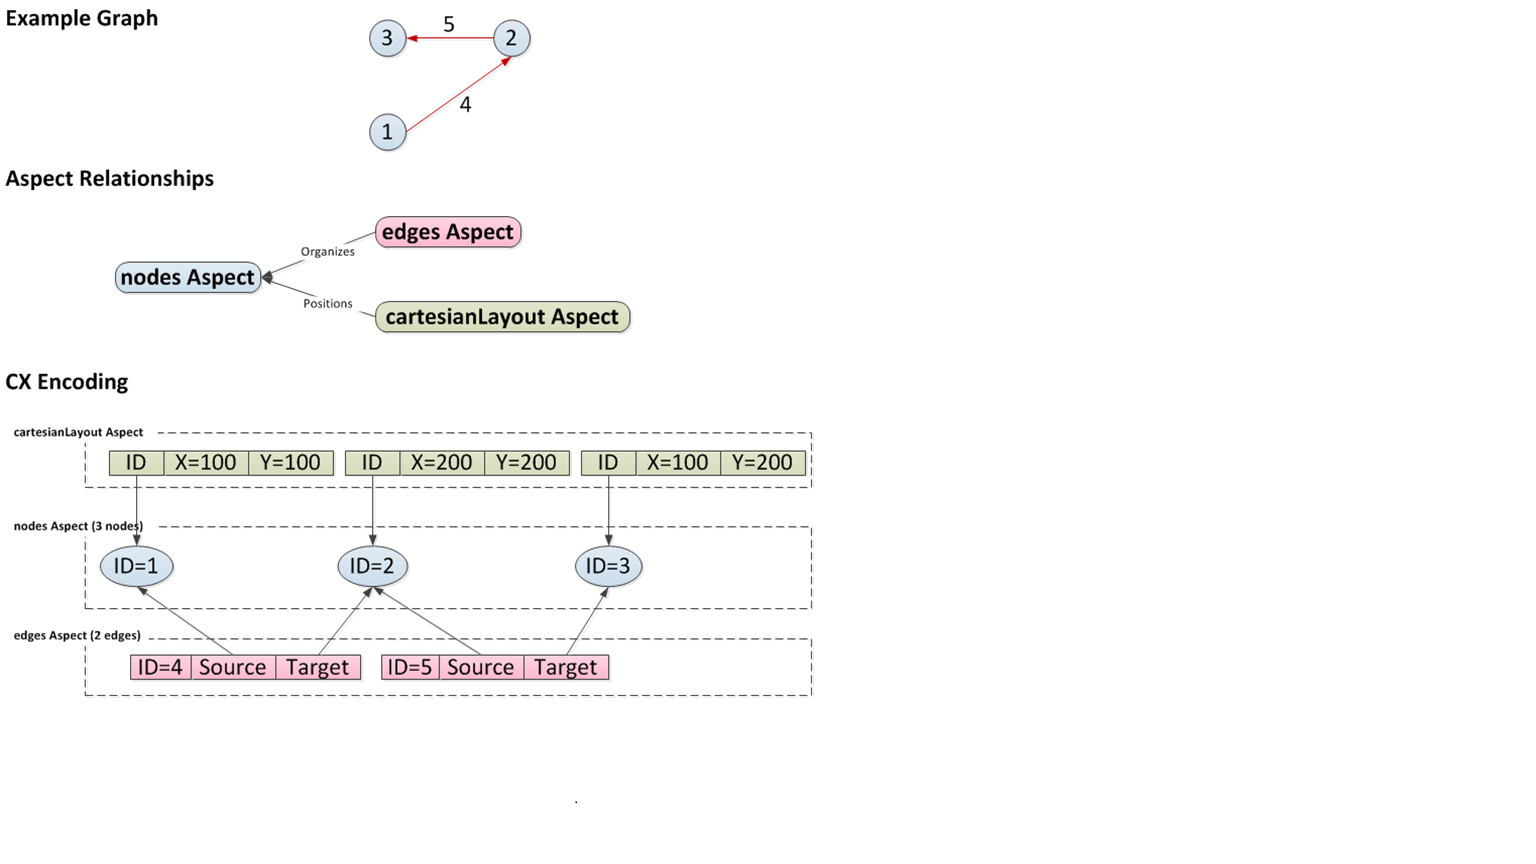 Example Graph
3
5
2
4
1
Aspect Relationships
edges Aspect
Organizes
nodes Aspect
Positions
cartesianLayout Aspect
CX Encoding
cartesianLayout Aspect
ID X=100 Y=100 ID X=200 Y=200 ID X=100 Y=200
nodes Aspect (3 nodes)
ID=1 ID=2 ID=3
edges Aspect (2 edges)
ID=4 Source Target ID=5 Source Target